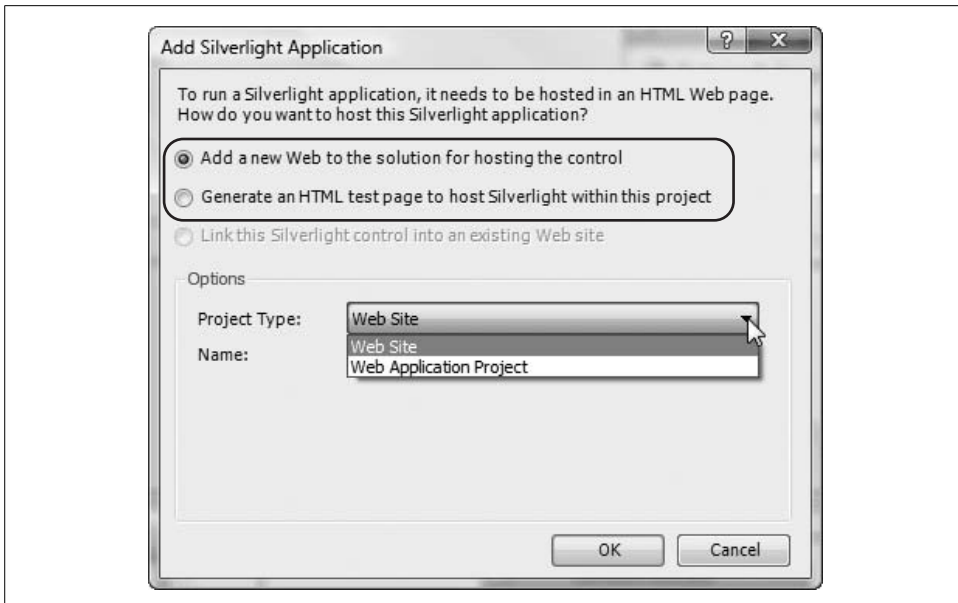 Add Silverlight Application
?
To run a Silverlight application, it needs to be hosted in an HTML Web page.
How do you want to host this Silverlight application?
Add a new Web to the solution for hosting the control
Generate an HTML test page to host Silverlight within this project
Link this Silverlight control into an existing Web site
Options
Project Type:
Web Site
Name:
Web Site
Web Application Project
OK
Cancel